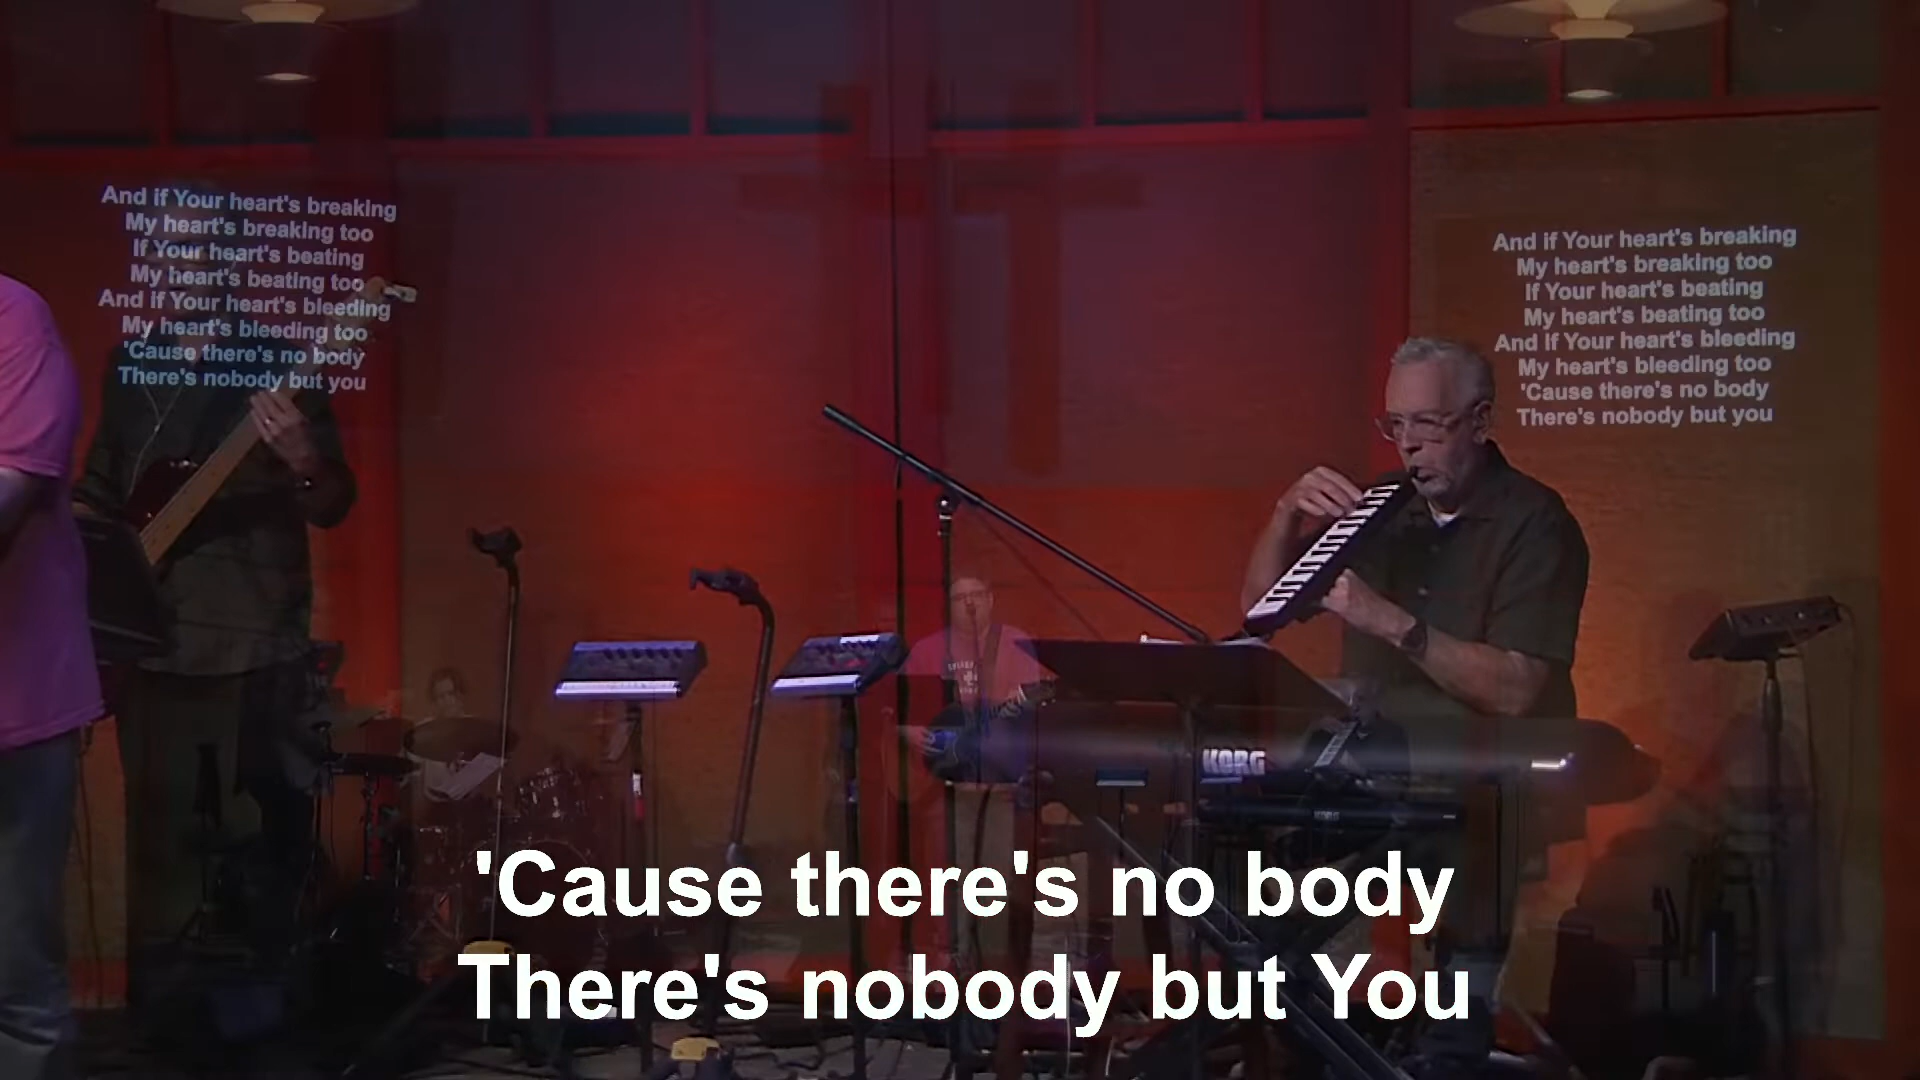 And if Your heart's breaking
My heart's breaking too
If Your heart's beating
My heart's beating too
And if Your heart's bleeding
My heart's bleeding too
'Cause there's no body
There's nobody but you
And if Your heart's breaking
My heart's breaking too
If Your heart's beating
My heart's beating too
And if Your heart's bleeding
My heart's bleeding too
'Cause there's no body
There's nobody but you
KORG
'Cause there's no body
There's nobody but You